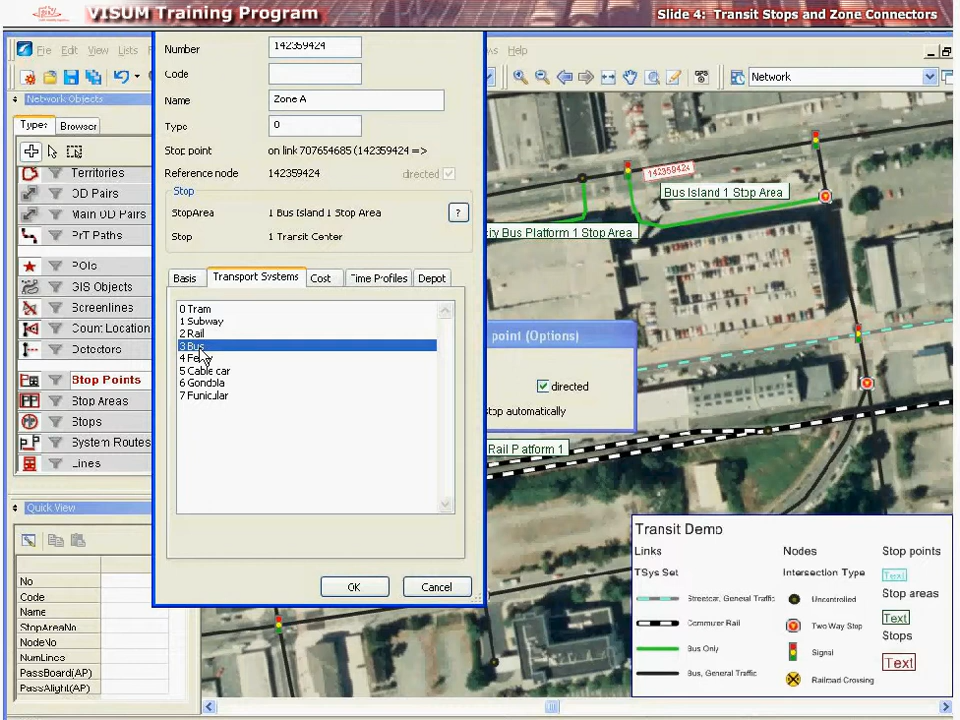 VISUM Training Program
Slide 4: Transit Stops and Zone Connectors
Edit View Lists
Help
Network
Network Objects
Types Browser
Territories
OD Pairs
Main OD Pairs
PrT Paths
POIs
GIS Objects
Screenlines
Count Location
Detectors
Stop Points
Stop Areas
Stops
System Routes
Lines
Quick View
No
Code
Name
StopAreaNo
NodeNo
NumLines
PassBoard(AP)
PassAlight(AP)
Number 142359424
Code
Name Zone A
Type 0
Stop point on link 707654685 (142359424 =>
Reference node 142359424 directed
Stop
StopArea 1 Bus Island 1 Stop Area ?
Stop 1 Transit Center
Basis Transport Systems Cost Time Profiles Depot
0 Tram
1 Subway
2 Rail
3 Bus
4 Ferry
5 Cable car
6 Gondola
7 Funicular
OK Cancel
142359424
Bus Island 1 Stop Area
ity Bus Platform 1 Stop Area
point (Options)
directed
stop automatically
Rail Platform 1
Transit Demo
Links Nodes Stop points
TSys Set Intersection Type Text
Stop areas
Streetcar, General Traffic Uncontrolled
Commuter Rail Two Way Stop Text
Stops
Bus Only Signal Text
Bus, General Traffic Railroad Crossing